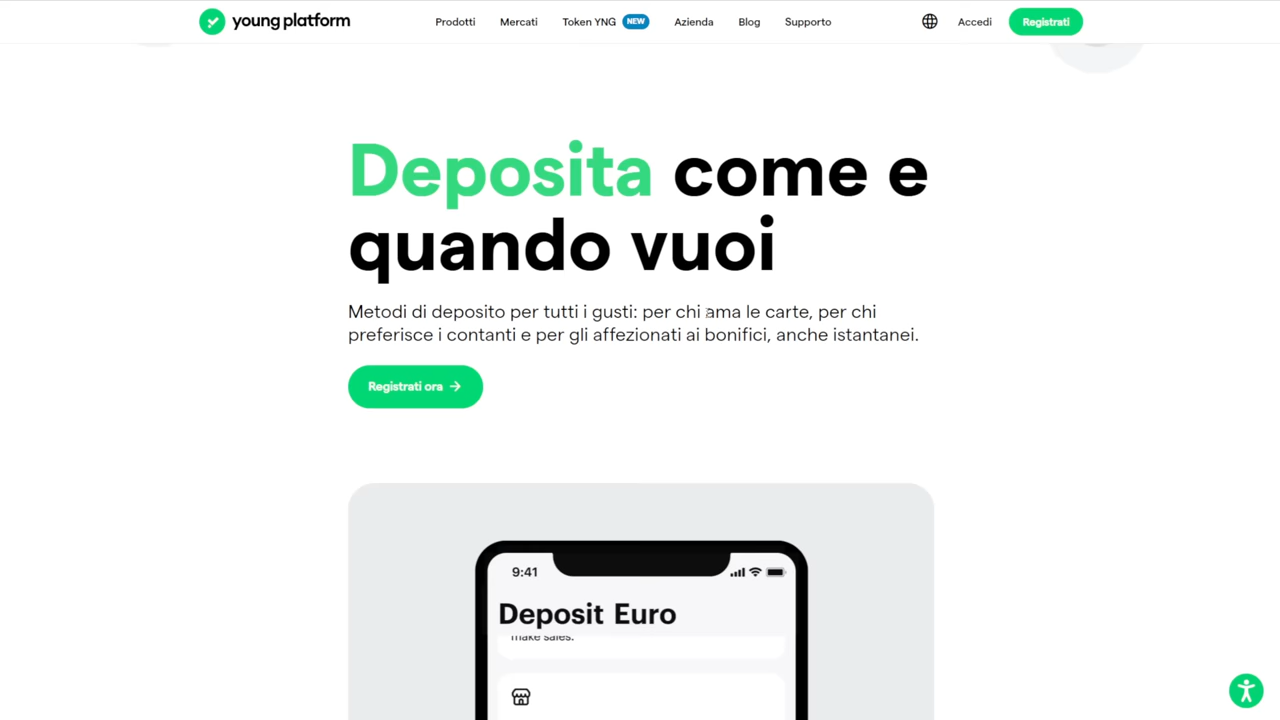 young platform
Prodotti Mercati Token YNG NEW Azienda Blog Supporto Accedi Registrati
Deposita come e
quando vuoi
Metodi di deposito per tutti i gusti: per chi ama le carte, per chi
preferisce i contanti e per gli affezionati ai bonifici, anche istantanei.
Registrati ora →
9:41
Deposit Euro
make sales.